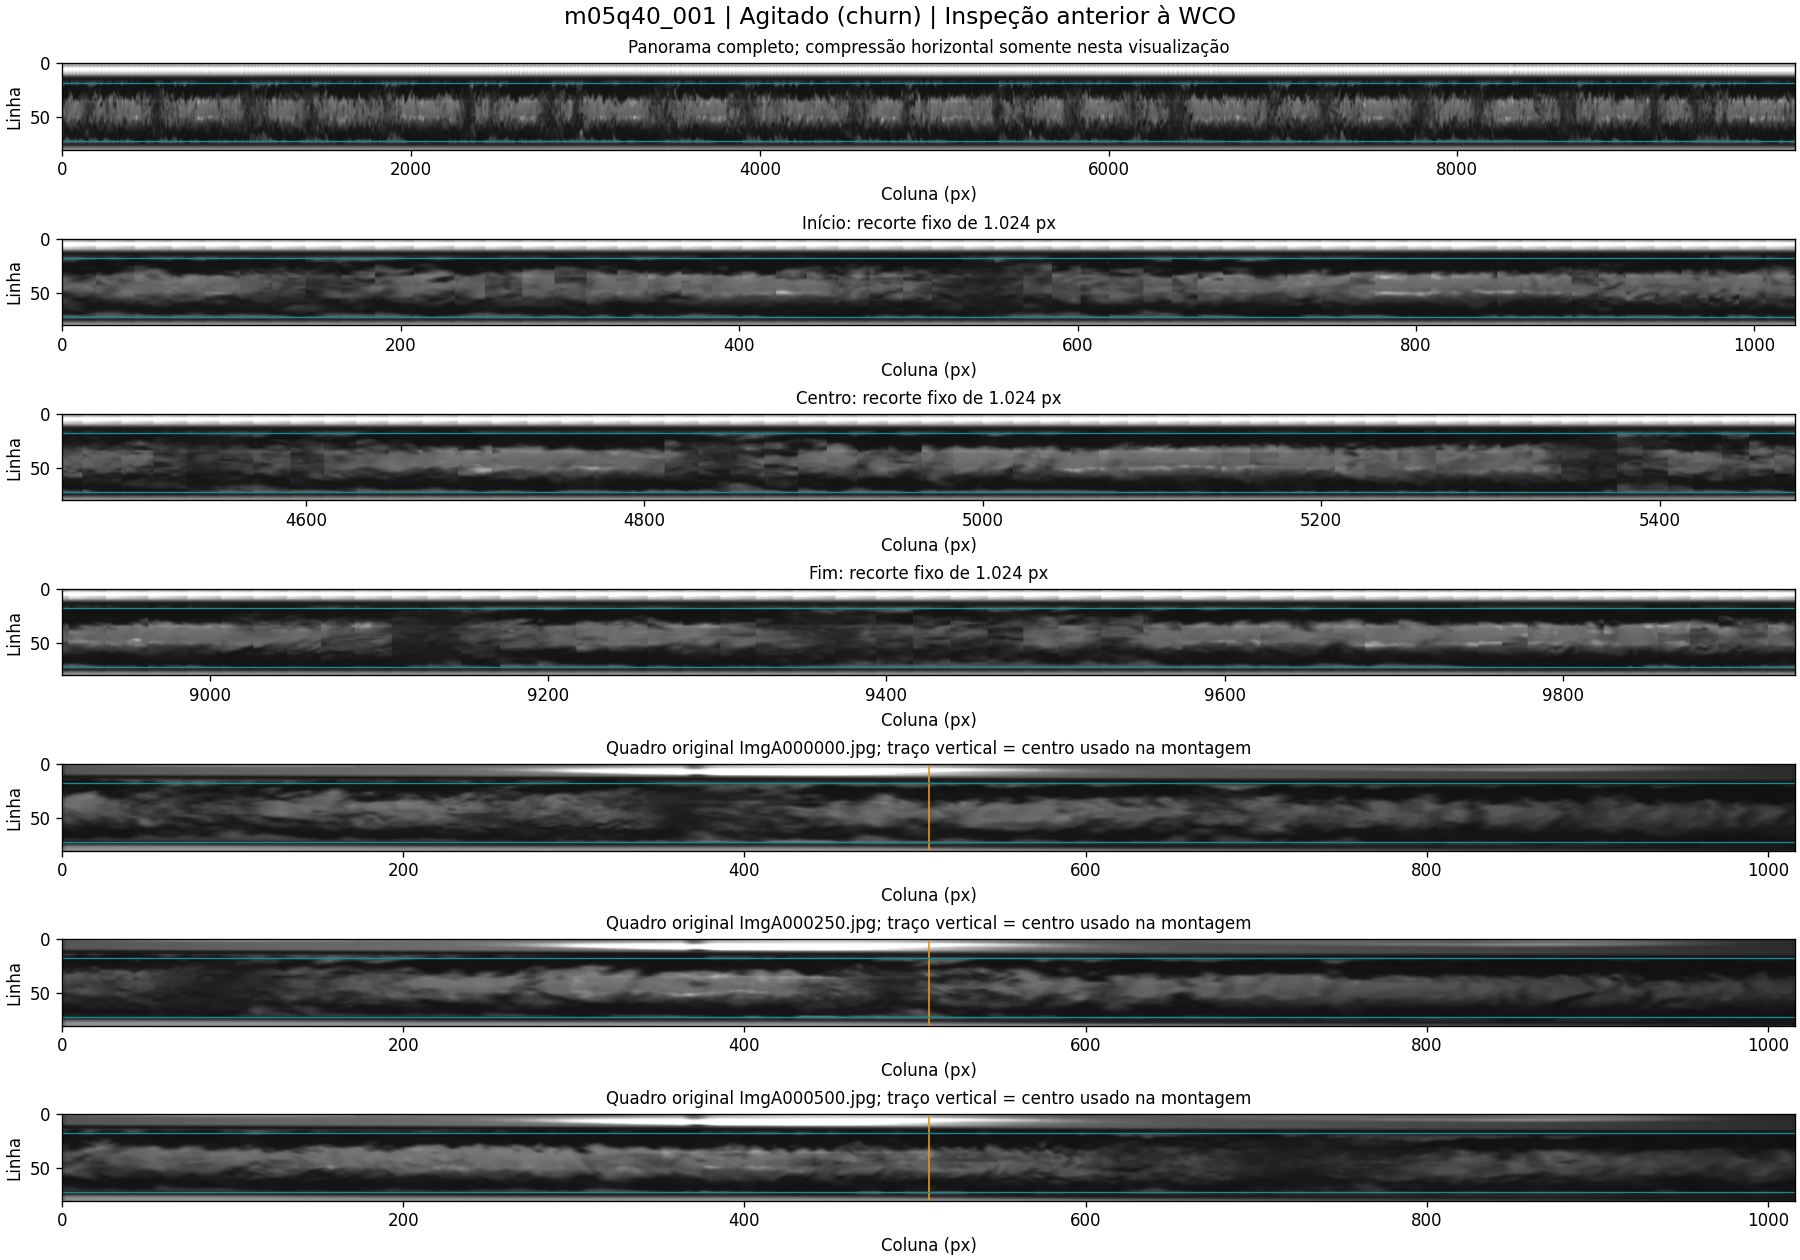 m05q40_001 | Agitado (churn) | Inspeção anterior à WCO
Panorama completo; compressão horizontal somente nesta visualização
0
50
Linha
0 2000 4000 6000 8000
Coluna (px)
Início: recorte fixo de 1.024 px
0
50
Linha
0 200 400 600 800 1000
Coluna (px)
Centro: recorte fixo de 1.024 px
0
50
Linha
4600 4800 5000 5200 5400
Coluna (px)
Fim: recorte fixo de 1.024 px
0
50
Linha
9000 9200 9400 9600 9800
Coluna (px)
Quadro original ImgA000000.jpg; traço vertical = centro usado na montagem
0
50
Linha
0 200 400 600 800 1000
Coluna (px)
Quadro original ImgA000250.jpg; traço vertical = centro usado na montagem
0
50
Linha
0 200 400 600 800 1000
Coluna (px)
Quadro original ImgA000500.jpg; traço vertical = centro usado na montagem
0
50
Linha
0 200 400 600 800 1000
Coluna (px)